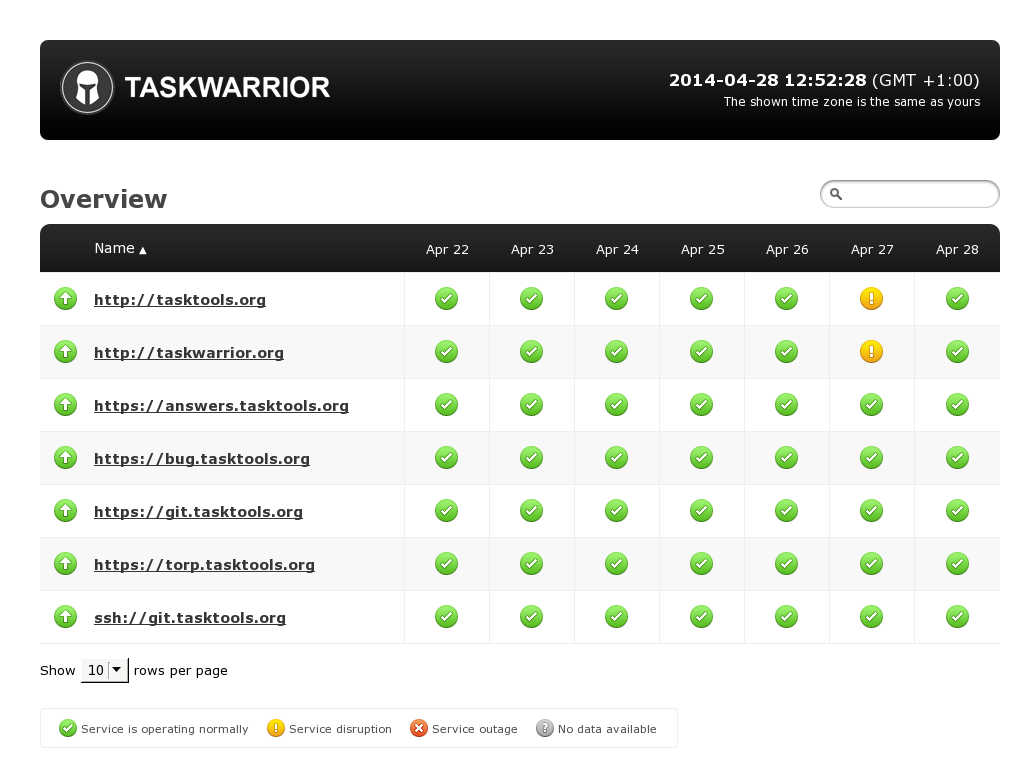 TASKWARRIOR
2014-04-28 12:52:28 (GMT +1:00)
The shown time zone is the same as yours
Overview
Name ▲ Apr 22 Apr 23 Apr 24 Apr 25 Apr 26 Apr 27 Apr 28
http://tasktools.org
http://taskwarrior.org
https://answers.tasktools.org
https://bug.tasktools.org
https://git.tasktools.org
https://torp.tasktools.org
ssh://git.tasktools.org
Show 10 rows per page
Service is operating normally Service disruption Service outage No data available